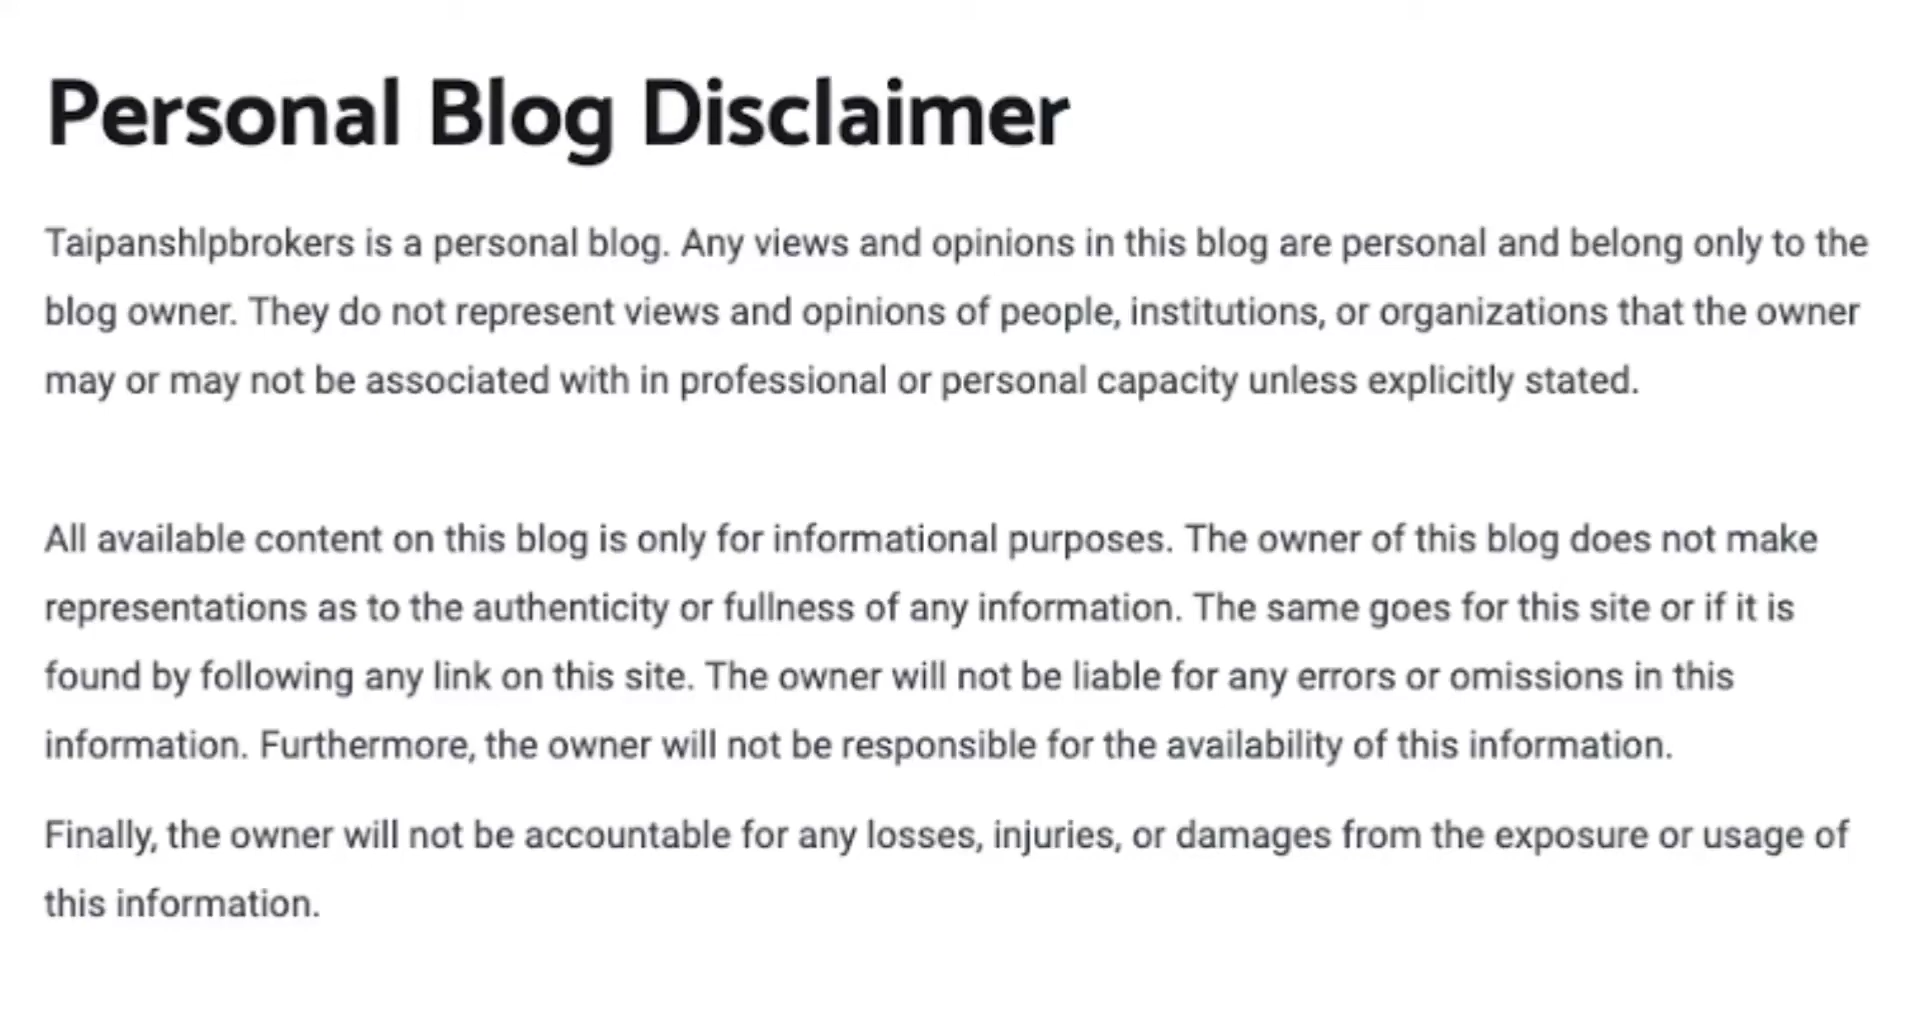 Personal Blog Disclaimer
Taipanshlpbrokers is a personal blog. Any views and opinions in this blog are personal and belong only to the
blog owner. They do not represent views and opinions of people, institutions, or organizations that the owner
may or may not be associated with in professional or personal capacity unless explicitly stated.
All available content on this blog is only for informational purposes. The owner of this blog does not make
representations as to the authenticity or fullness of any information. The same goes for this site or if it is
found by following any link on this site. The owner will not be liable for any errors or omissions in this
information. Furthermore, the owner will not be responsible for the availability of this information.
Finally, the owner will not be accountable for any losses, injuries, or damages from the exposure or usage of
this information.